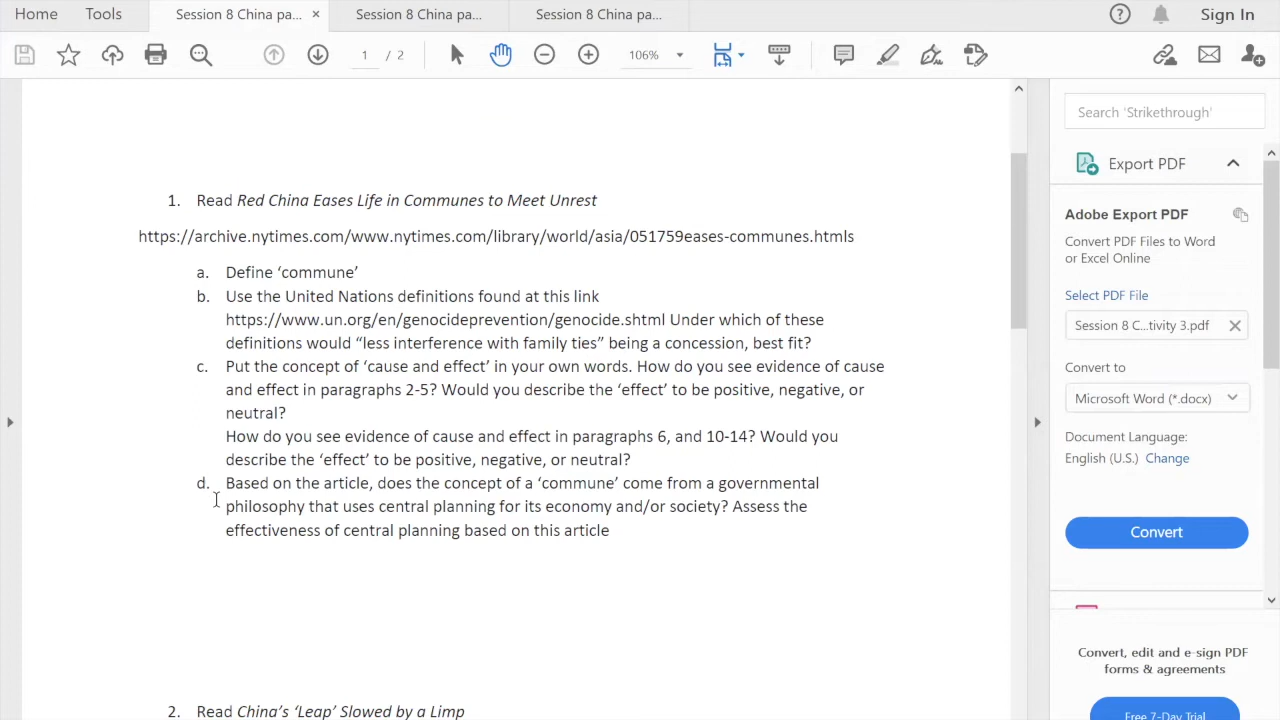 Home Tools Session 8 China pa... × Session 8 China pa... Session 8 China pa... Sign In
1 / 2 106%
1. Read Red China Eases Life in Communes to Meet Unrest
https://archive.nytimes.com/www.nytimes.com/library/world/asia/051759eases-communes.htmls
a. Define ‘commune’
b. Use the United Nations definitions found at this link
https://www.un.org/en/genocideprevention/genocide.shtml Under which of these
definitions would “less interference with family ties” being a concession, best fit?
c. Put the concept of ‘cause and effect’ in your own words. How do you see evidence of cause
and effect in paragraphs 2-5? Would you describe the ‘effect’ to be positive, negative, or
neutral?
How do you see evidence of cause and effect in paragraphs 6, and 10-14? Would you
describe the ‘effect’ to be positive, negative, or neutral?
d. Based on the article, does the concept of a ‘commune’ come from a governmental
philosophy that uses central planning for its economy and/or society? Assess the
effectiveness of central planning based on this article
2. Read China’s ‘Leap’ Slowed by a Limp
Search 'Strikethrough'
Export PDF
Adobe Export PDF
Convert PDF Files to Word
or Excel Online
Select PDF File
Session 8 C...tivity 3.pdf
Convert to
Microsoft Word (*.docx)
Document Language:
English (U.S.) Change
Convert
Convert, edit and e-sign PDF
forms & agreements
Free 7-Day Trial